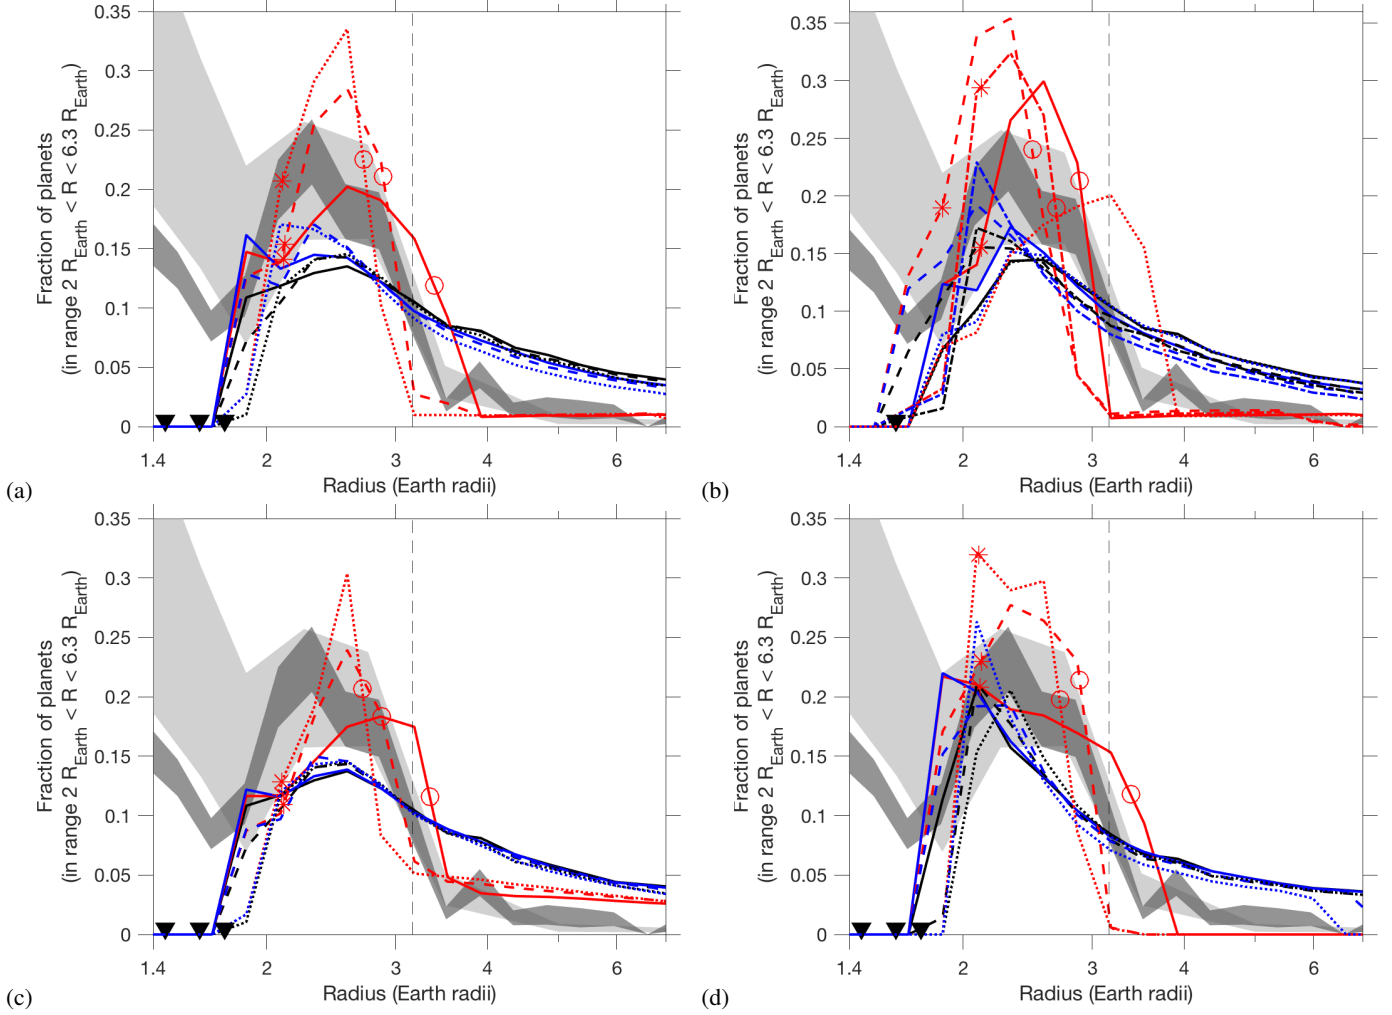 0.35
0.3
0.25
0.2
0.15
0.1
0.05
0
Fraction of planets
(in range 2 R_Earth < R < 6.3 R_Earth)
1.4 2 3 4 6
Radius (Earth radii)
(a)
0.35
0.3
0.25
0.2
0.15
0.1
0.05
0
Fraction of planets
(in range 2 R_Earth < R < 6.3 R_Earth)
1.4 2 3 4 6
Radius (Earth radii)
(b)
0.35
0.3
0.25
0.2
0.15
0.1
0.05
0
Fraction of planets
(in range 2 R_Earth < R < 6.3 R_Earth)
1.4 2 3 4 6
Radius (Earth radii)
(c)
0.35
0.3
0.25
0.2
0.15
0.1
0.05
0
Fraction of planets
(in range 2 R_Earth < R < 6.3 R_Earth)
1.4 2 3 4 6
Radius (Earth radii)
(d)